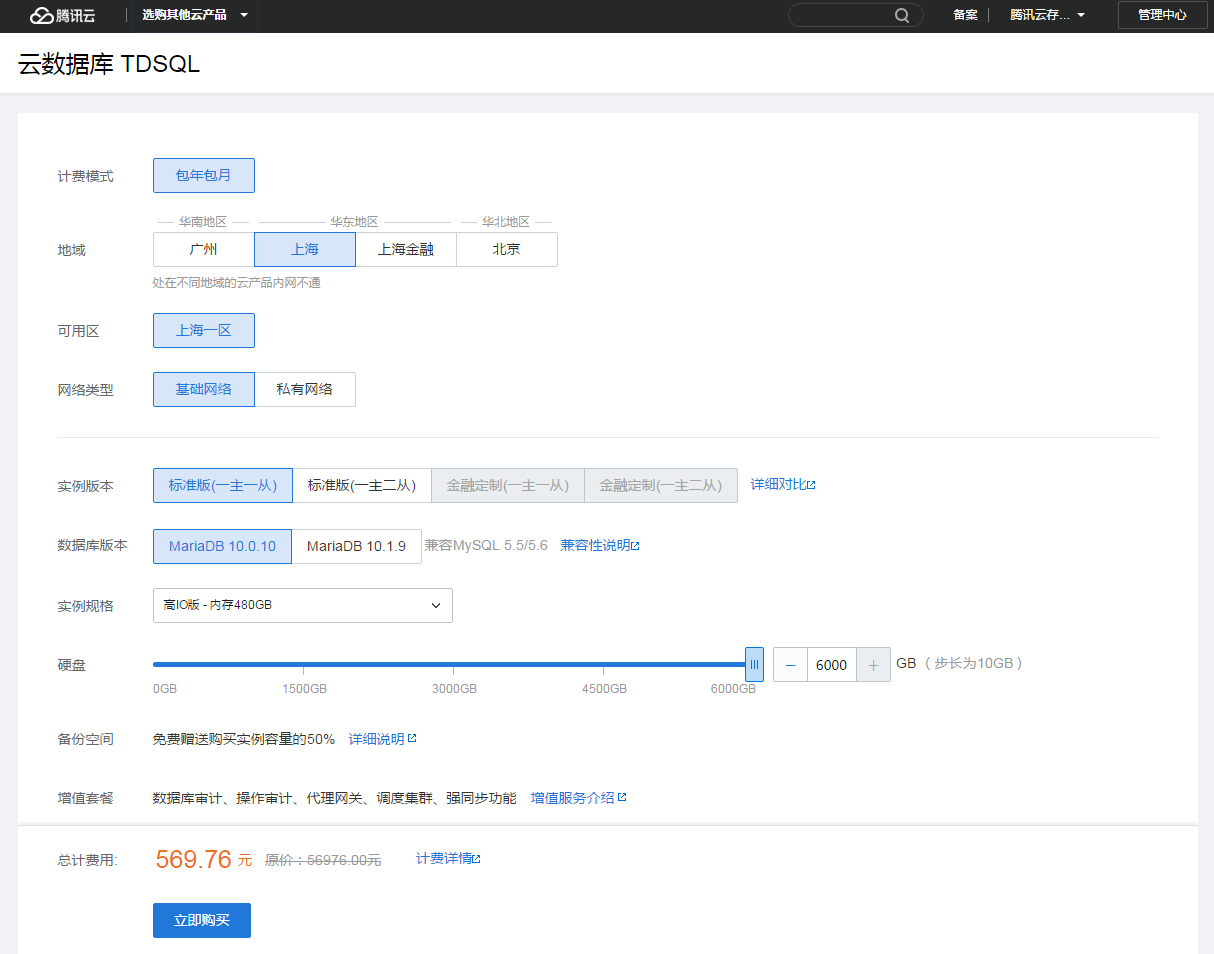 腾讯云 选购其他云产品 备案 腾讯云存... 管理中心
云数据库 TDSQL
计费模式 包年包月
华南地区 华东地区 华北地区
地域 广州 上海 上海金融 北京
处在不同地域的云产品内网不通
可用区 上海一区
网络类型 基础网络 私有网络
实例版本 标准版(一主一从) 标准版(一主二从) 金融定制(一主一从) 金融定制(一主二从) 详细对比
数据库版本 MariaDB 10.0.10 MariaDB 10.1.9 兼容MySQL 5.5/5.6 兼容性说明
实例规格 高IO版 - 内存480GB
硬盘 6000 GB （ 步长为10GB ）
0GB 1500GB 3000GB 4500GB 6000GB
备份空间 免费赠送购买实例容量的50% 详细说明
增值套餐 数据库审计、操作审计、代理网关、调度集群、强同步功能 增值服务介绍
总计费用: 569.76 元 原价：56976.00元 计费详情
立即购买